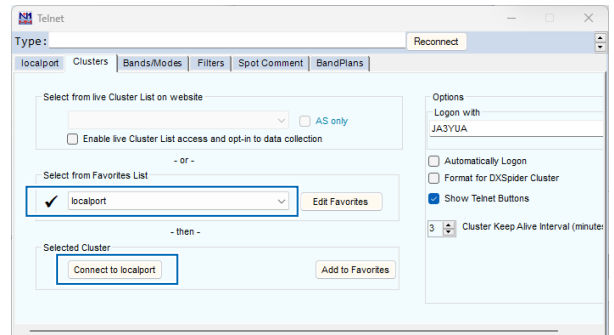 Telnet
Type:
Reconnect
localport Clusters Bands/Modes Filters Spot Comment BandPlans
Select from live Cluster List on website
AS only
Enable live Cluster List access and opt-in to data collection
- or -
Select from Favorites List
localport
Edit Favorites
- then -
Selected Cluster
Connect to localport
Add to Favorites
Options
Logon with
JA3YUA
Automatically Logon
Format for DXSpider Cluster
Show Telnet Buttons
3 Cluster Keep Alive Interval (minute